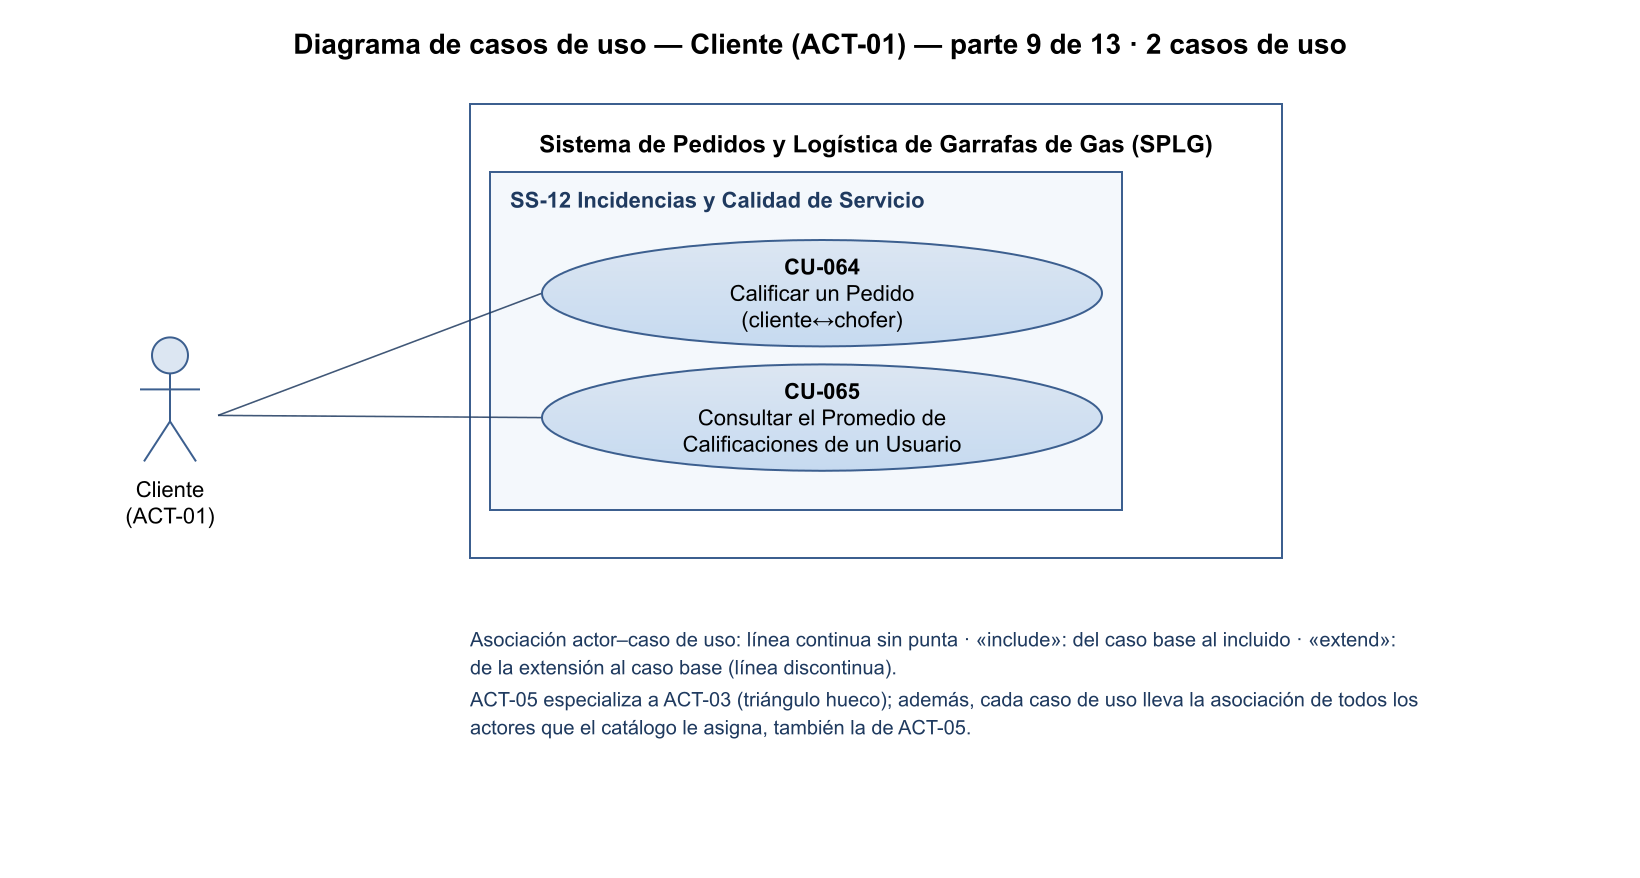 Diagrama de casos de uso — Cliente (ACT-01) — parte 9 de 13 · 2 casos de uso
Sistema de Pedidos y Logística de Garrafas de Gas (SPLG)
SS-12 Incidencias y Calidad de Servicio
CU-064
Calificar un Pedido
(cliente↔chofer)
CU-065
Consultar el Promedio de
Calificaciones de un Usuario
Cliente
(ACT-01)
Asociación actor–caso de uso: línea continua sin punta · «include»: del caso base al incluido · «extend»:
de la extensión al caso base (línea discontinua).
ACT-05 especializa a ACT-03 (triángulo hueco); además, cada caso de uso lleva la asociación de todos los
actores que el catálogo le asigna, también la de ACT-05.